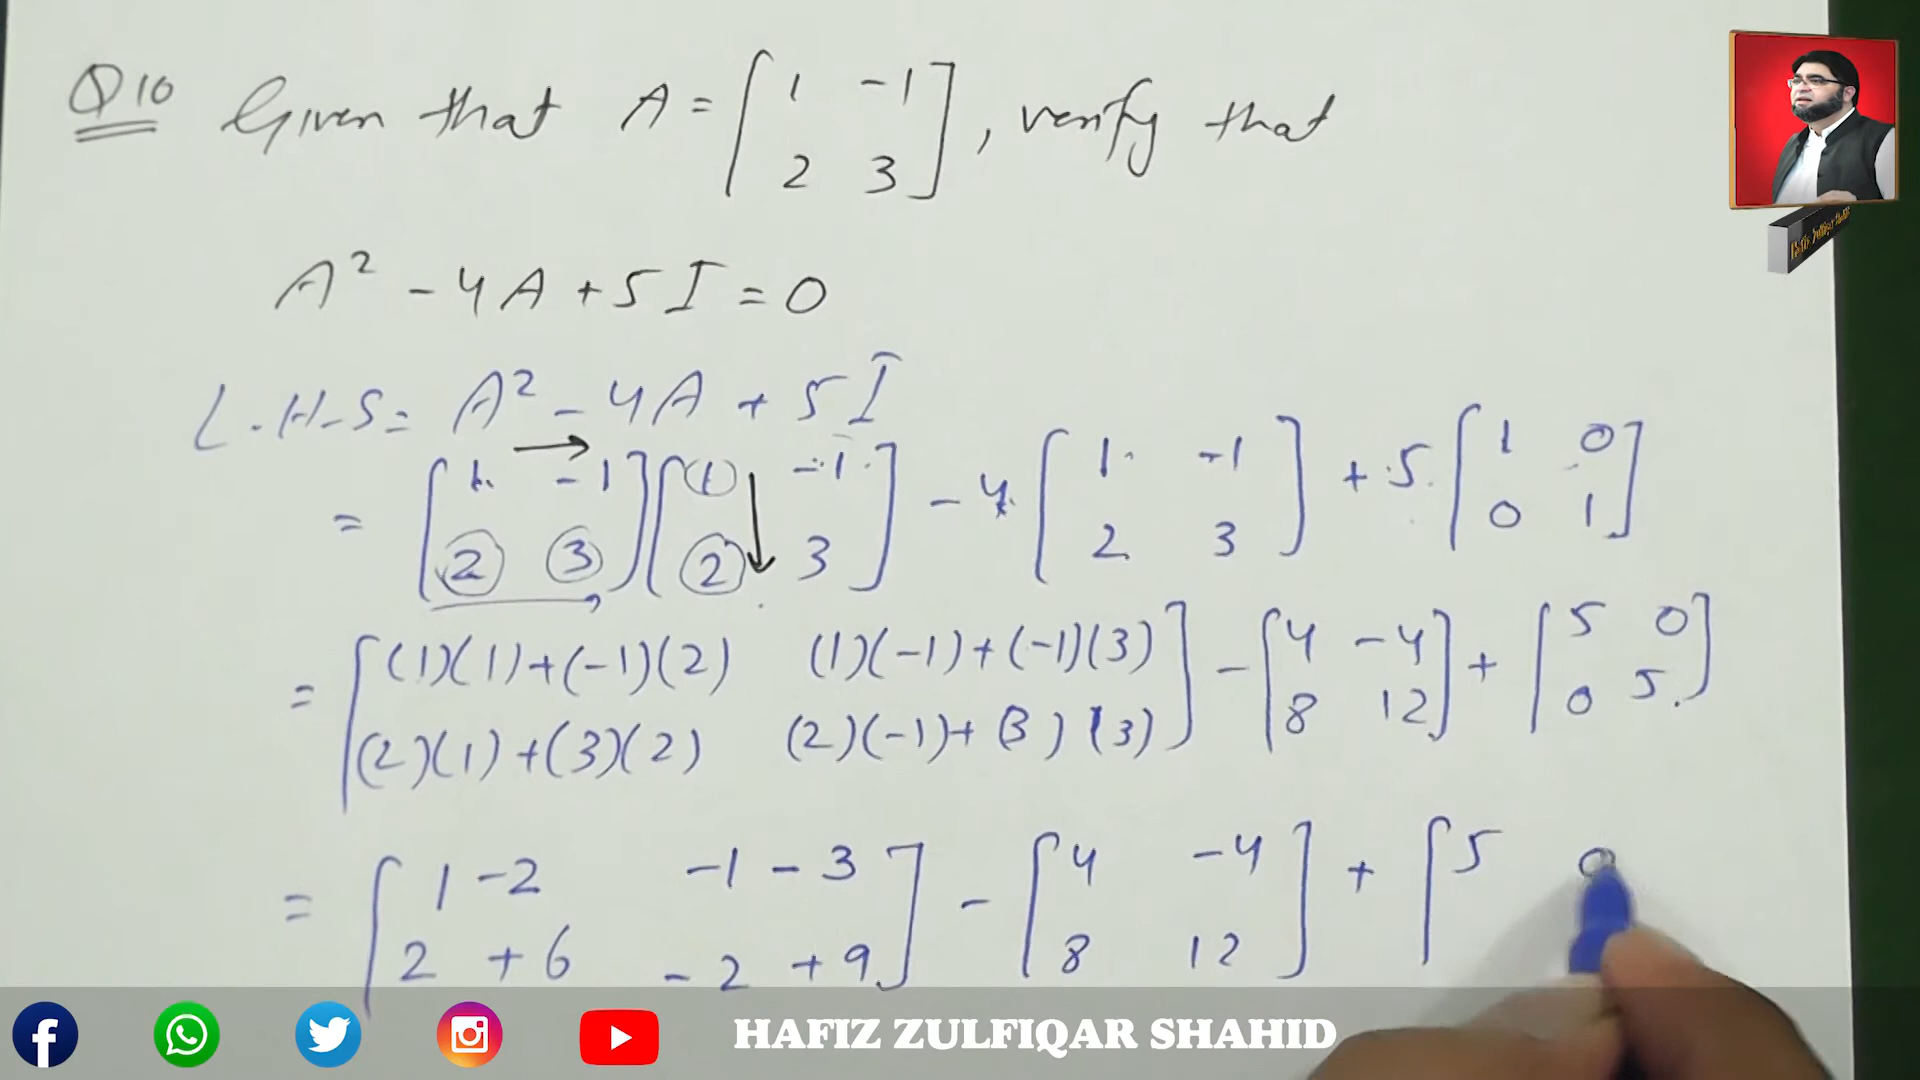 Q10 Given that A = [1 -1; 2 3], verify that
A² - 4A + 5I = 0
L.H.S = A² - 4A + 5I
= [1 -1; 2 3] [1 -1; 2 3] - 4 [1 -1; 2 3] + 5 [1 0; 0 1]
= [(1)(1)+(-1)(2) (1)(-1)+(-1)(3); (2)(1)+(3)(2) (2)(-1)+(3)(3)] - [4 -4; 8 12] + [5 0; 0 5]
= [1-2 -1-3; 2+6 -2+9] - [4 -4; 8 12] + [5 0
HAFIZ ZULFIQAR SHAHID